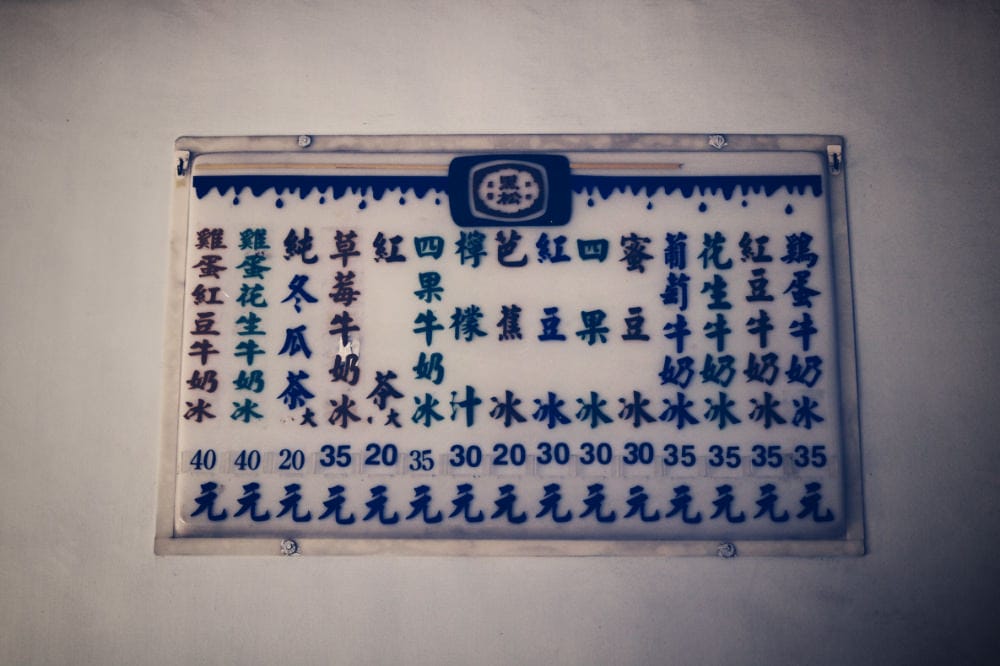 黑松
鷄蛋牛奶冰 35元
紅豆牛奶冰 35元
花生牛奶冰 35元
葡萄牛奶冰 35元
蜜豆冰 30元
四果冰 30元
紅豆冰 30元
芭蕉冰 20元
檸檬汁 30元
四果牛奶冰 35元
紅茶大 20元
草莓牛奶冰 35元
純冬瓜茶大 20元
雞蛋花生牛奶冰 40元
雞蛋紅豆牛奶冰 40元